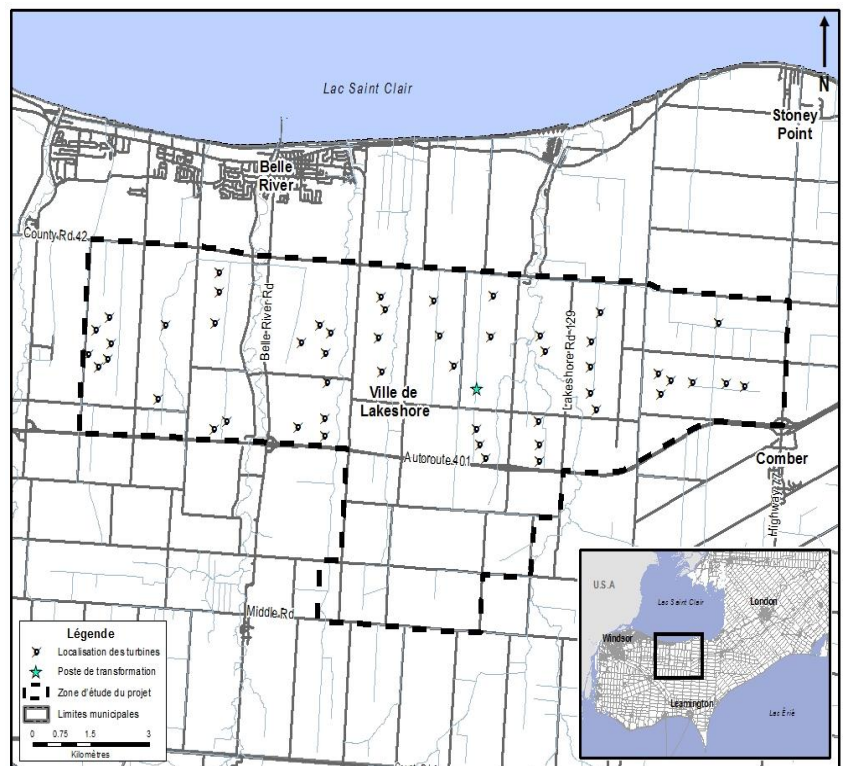 N
Lac Saint Clair
Stoney
Point
Belle
River
County Rd 42
Belle River Rd
Lakeshore Rd 129
Ville de
Lakeshore
Autoroute 401
Comber
Highway 77
Middle Rd
Légende
Localisation des turbines
Poste de transformation
Zone d'étude du projet
Limites municipales
0 0.75 1.5 3
Kilomètres
U.S.A
Lac Saint Clair
London
Windsor
Leamington
Lac Érié